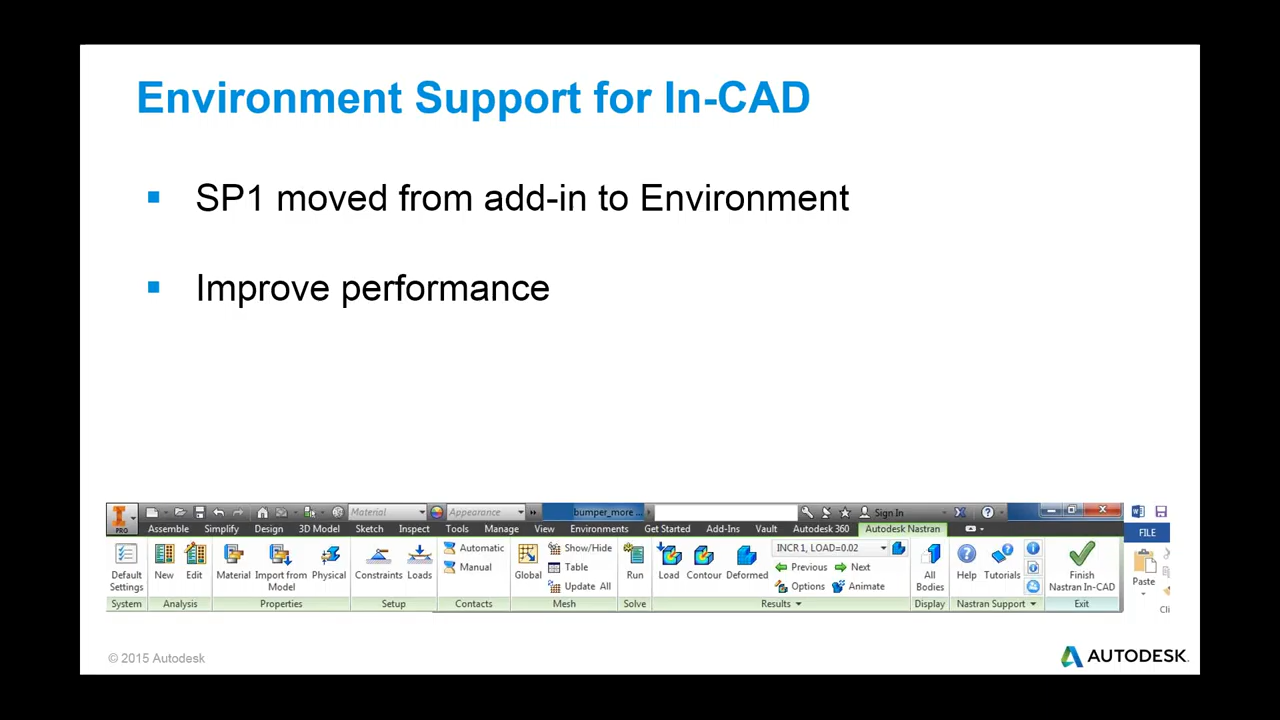 Environment Support for In-CAD
SP1 moved from add-in to Environment
Improve performance
Material Appearance bumper_more ... Sign In
PRO Assemble Simplify Design 3D Model Sketch Inspect Tools Manage View Environments Get Started Add-Ins Vault Autodesk 360 Autodesk Nastran FILE
Automatic Show/Hide INCR 1, LOAD=0.02
Manual Table Previous Next
Default Settings New Edit Material Import from Model Physical Constraints Loads Global Update All Run Load Contour Deformed Options Animate All Bodies Help Tutorials Finish Nastran In-CAD Paste
System Analysis Properties Setup Contacts Mesh Solve Results Display Nastran Support Exit Cli
© 2015 Autodesk
AUTODESK.